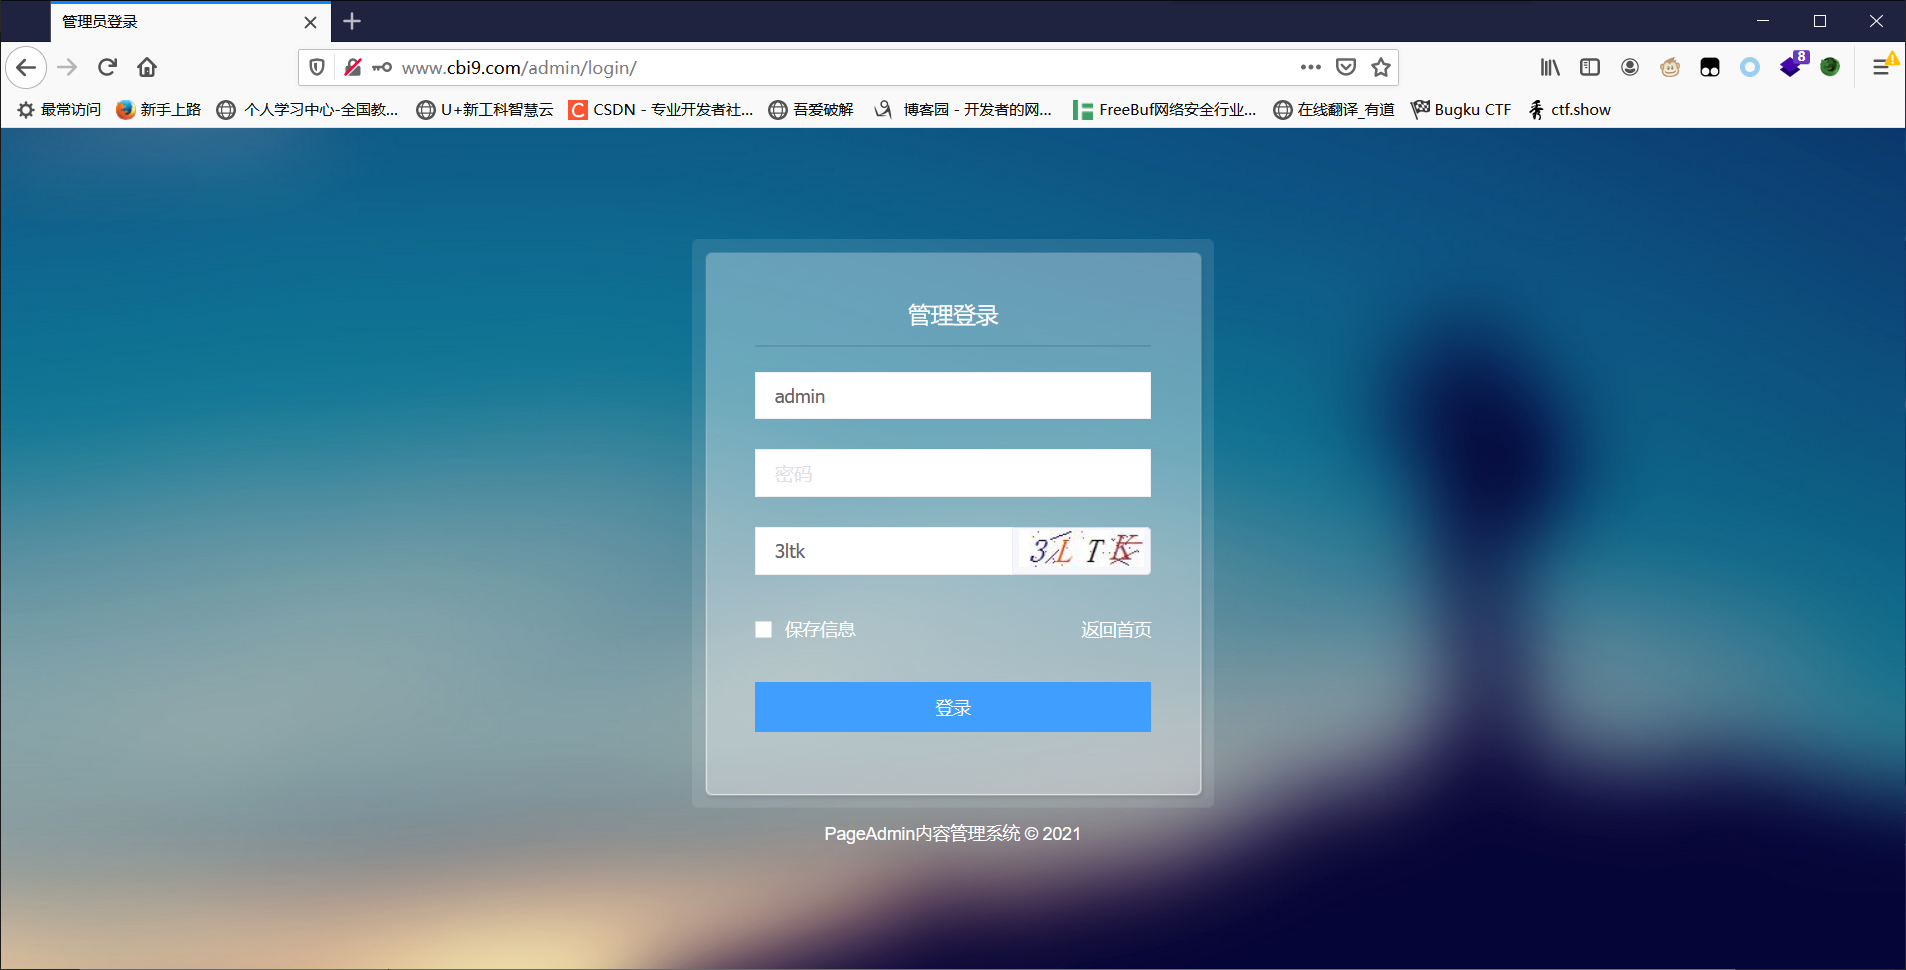 管理员登录
www.cbi9.com/admin/login/
8
最常访问 新手上路 个人学习中心-全国教... U+新工科智慧云 CSDN - 专业开发者社... 吾爱破解 博客园 - 开发者的网... FreeBuf网络安全行业... 在线翻译_有道 Bugku CTF ctf.show
管理登录
admin
密码
3ltk 3LTK
保存信息 返回首页
登录
PageAdmin内容管理系统 © 2021